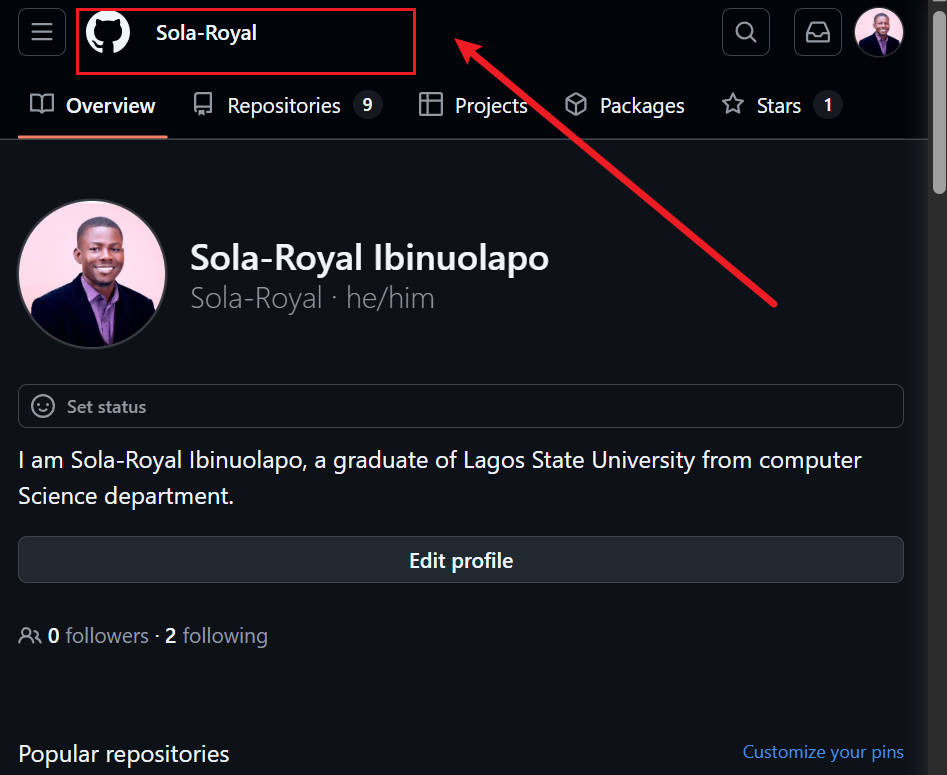 Sola-Royal
Overview Repositories 9 Projects Packages Stars 1
Sola-Royal Ibinuolapo
Sola-Royal · he/him
Set status
I am Sola-Royal Ibinuolapo, a graduate of Lagos State University from computer
Science department.
Edit profile
0 followers · 2 following
Popular repositories Customize your pins